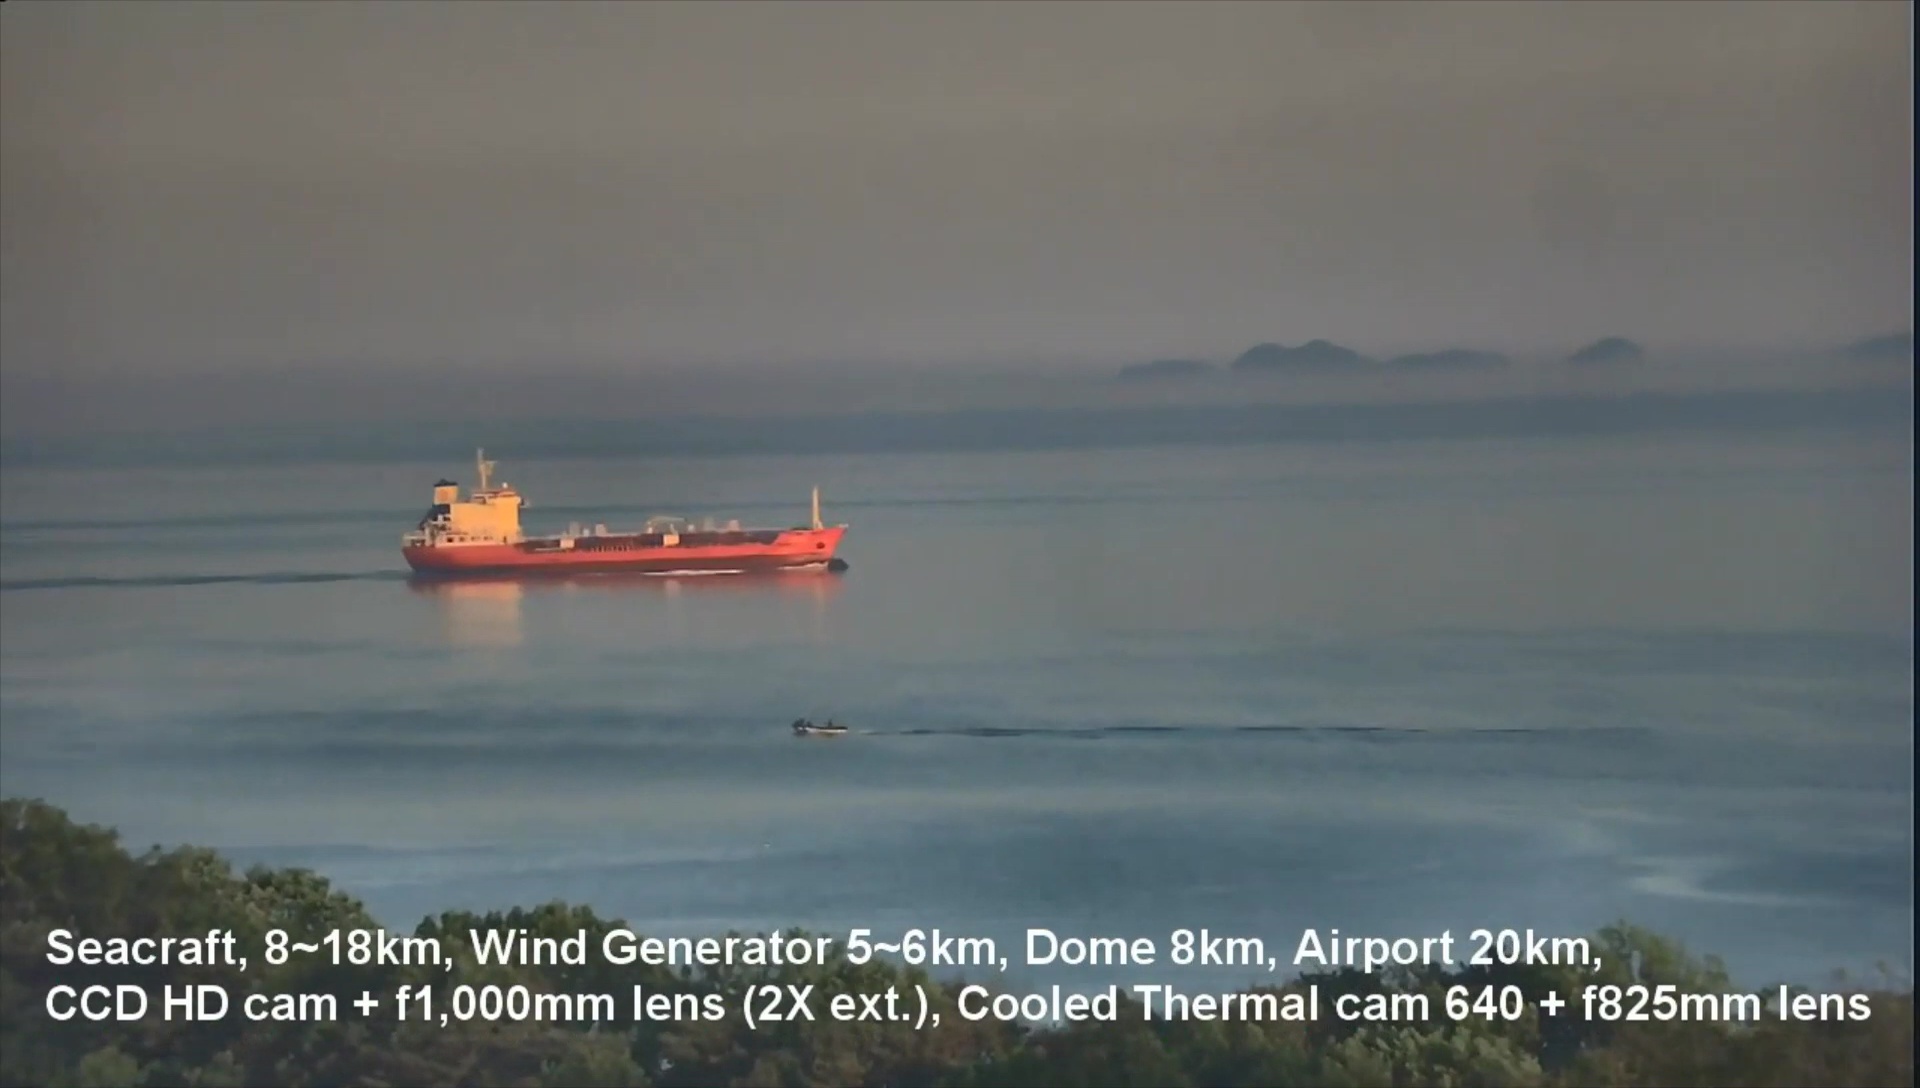 Seacraft, 8~18km, Wind Generator 5~6km, Dome 8km, Airport 20km,
CCD HD cam + f1,000mm lens (2X ext.), Cooled Thermal cam 640 + f825mm lens